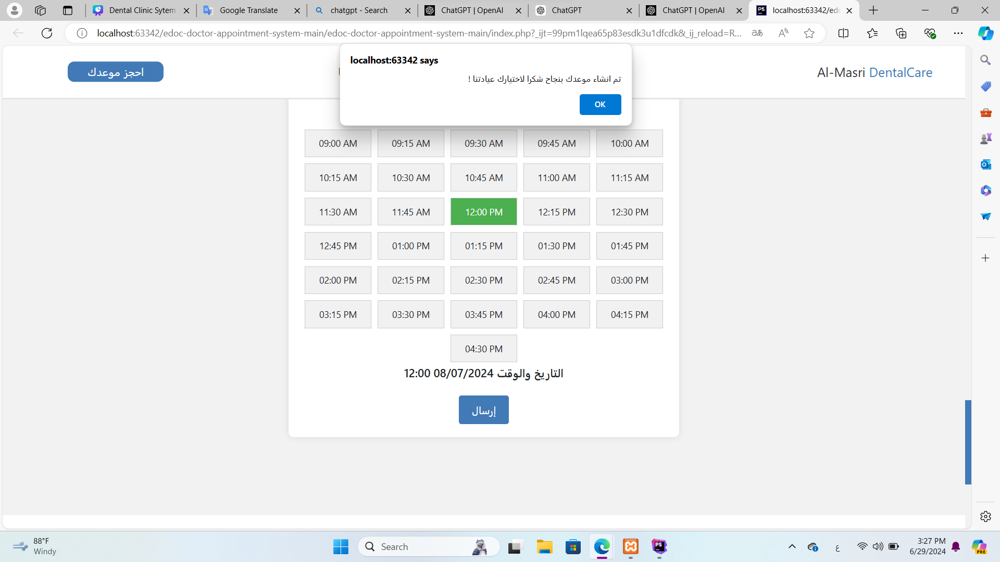 Dental Clinic Sytem
Google Translate
chatgpt - Search
ChatGPT | OpenAI
ChatGPT
ChatGPT | OpenAI
PS
localhost:63342/edo
localhost:63342/edoc-doctor-appointment-system-main/edoc-doctor-appointment-system-main/index.php?_ijt=99pm1lqea65p83esdk3u1dfcdk&_ij_reload=R...
localhost:63342 says
تم انشاء موعدك بنجاح شكرا لاختيارك عيادتنا !
OK
احجز موعدك
Al-Masri DentalCare
09:00 AM 09:15 AM 09:30 AM 09:45 AM 10:00 AM
10:15 AM 10:30 AM 10:45 AM 11:00 AM 11:15 AM
11:30 AM 11:45 AM 12:00 PM 12:15 PM 12:30 PM
12:45 PM 01:00 PM 01:15 PM 01:30 PM 01:45 PM
02:00 PM 02:15 PM 02:30 PM 02:45 PM 03:00 PM
03:15 PM 03:30 PM 03:45 PM 04:00 PM 04:15 PM
04:30 PM
التاريخ والوقت 08/07/2024 12:00
إرسال
88°F
Windy
Search
PS
ع
3:27 PM
6/29/2024
PRE